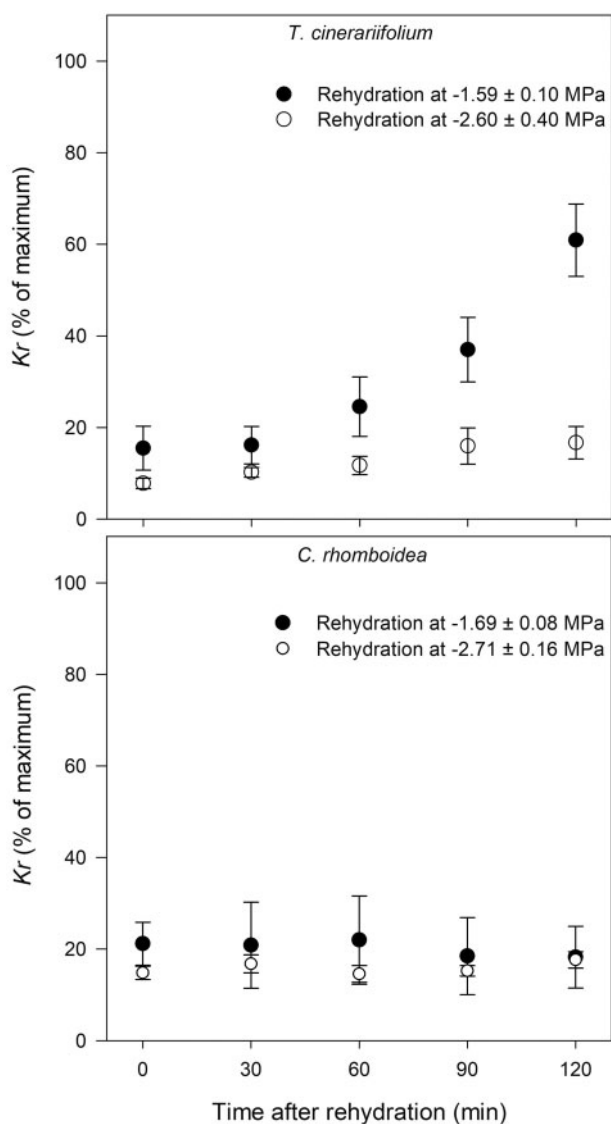 T. cinerariifolium
100
Rehydration at -1.59 ± 0.10 MPa
Rehydration at -2.60 ± 0.40 MPa
80
60
40
20
0
Kr (% of maximum)
C. rhomboidea
100
Rehydration at -1.69 ± 0.08 MPa
Rehydration at -2.71 ± 0.16 MPa
80
60
40
20
0
Kr (% of maximum)
0 30 60 90 120
Time after rehydration (min)